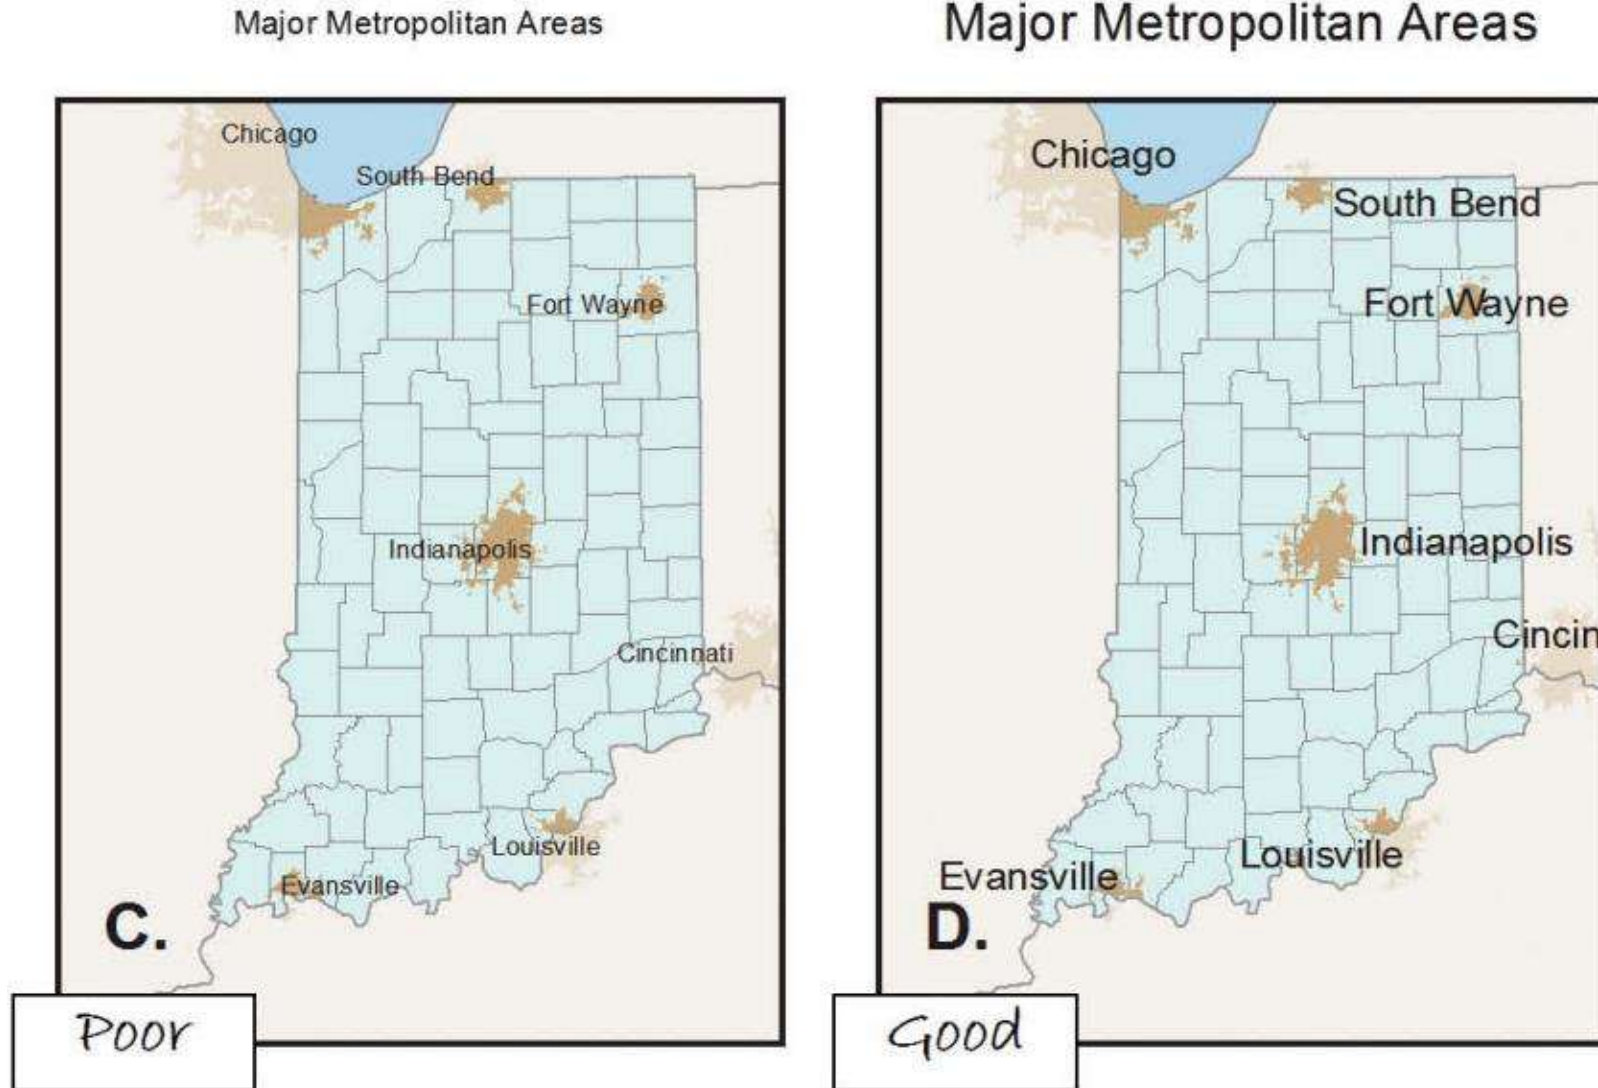 Major Metropolitan Areas
Chicago
South Bend
Fort Wayne
Indianapolis
Cincinnati
Louisville
Evansville
C.
Poor
Major Metropolitan Areas
Chicago
South Bend
Fort Wayne
Indianapolis
Cincin
Louisville
Evansville
D.
Good